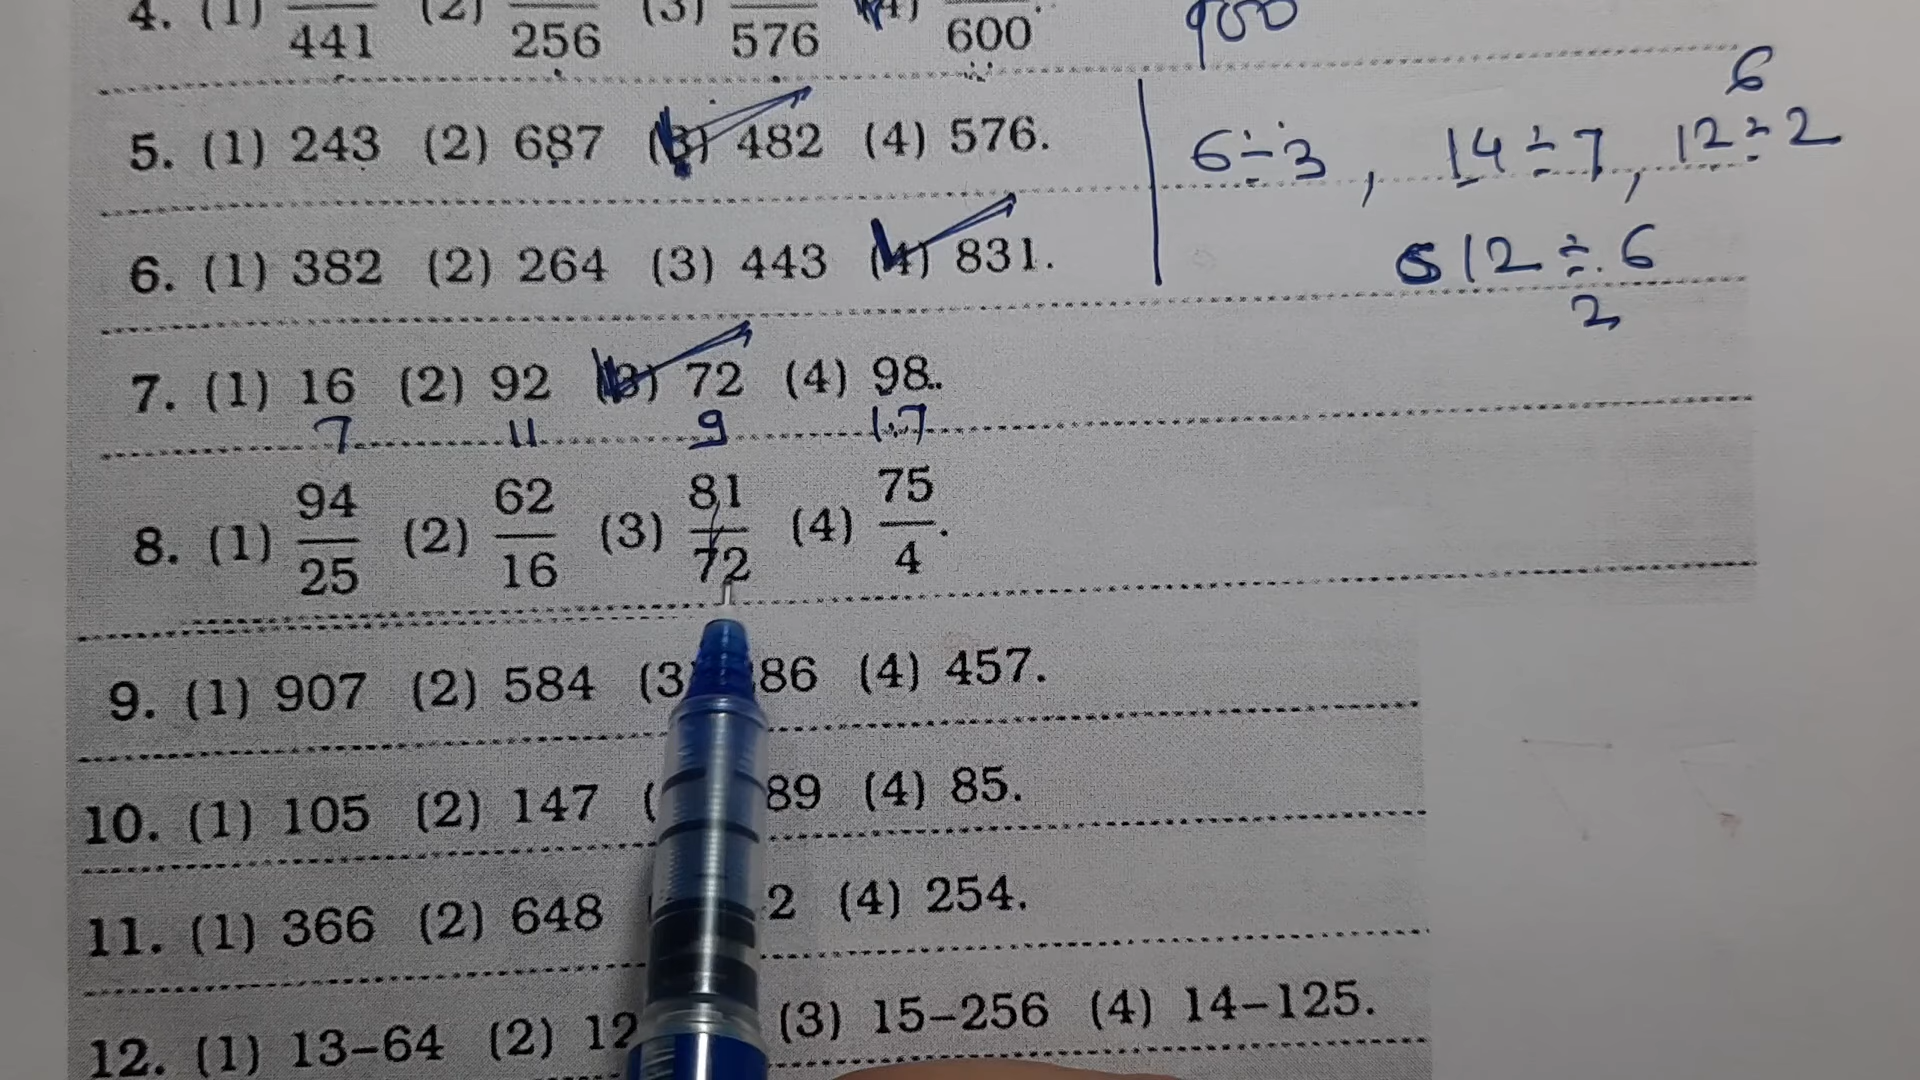 4. (1) 441 (2) 256 (3) 576 600. 900
5. (1) 243 (2) 687 (3) 482 (4) 576.
6 ÷ 3 , 14 ÷ 7 , 12 ÷ 2
6
6. (1) 382 (2) 264 (3) 443 (4) 831.
12 ÷ 6
2
7. (1) 16 (2) 92 (3) 72 (4) 98.
7 11 9 17
8. (1) 94/25 (2) 62/16 (3) 81/72 (4) 75/4.
9. (1) 907 (2) 584 (3 86 (4) 457.
10. (1) 105 (2) 147 ( 89 (4) 85.
11. (1) 366 (2) 648 2 (4) 254.
12. (1) 13–64 (2) 12 (3) 15–256 (4) 14–125.